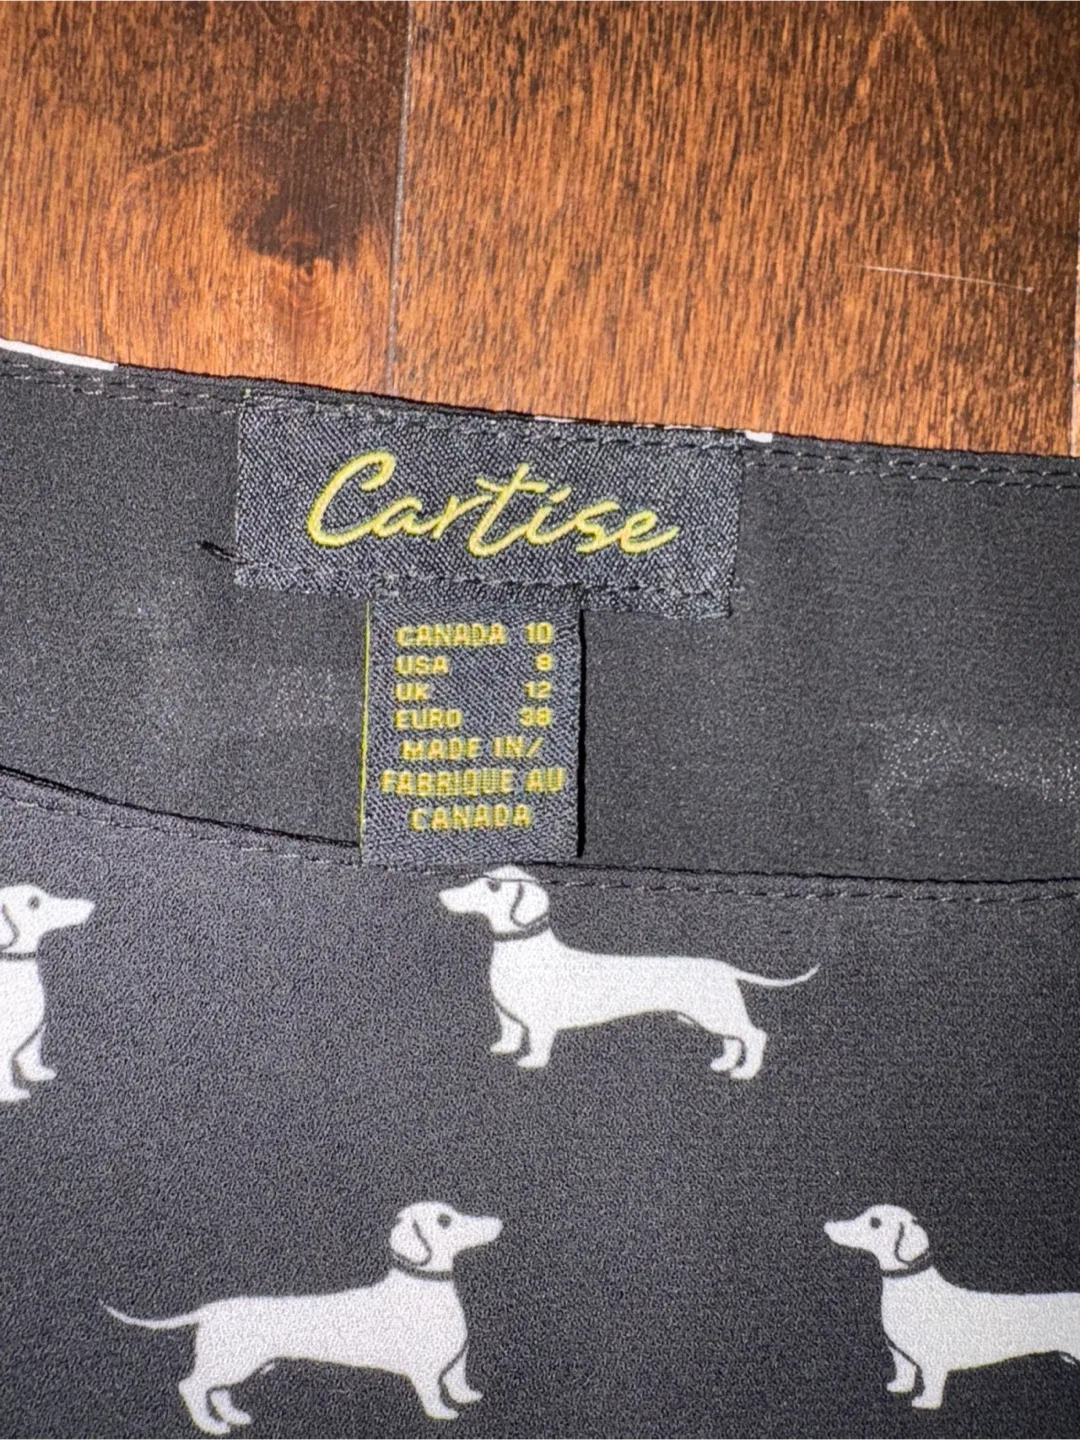 Cartise
CANADA 10
USA 8
UK 12
EURO 38
MADE IN/
FABRIQUE AU
CANADA